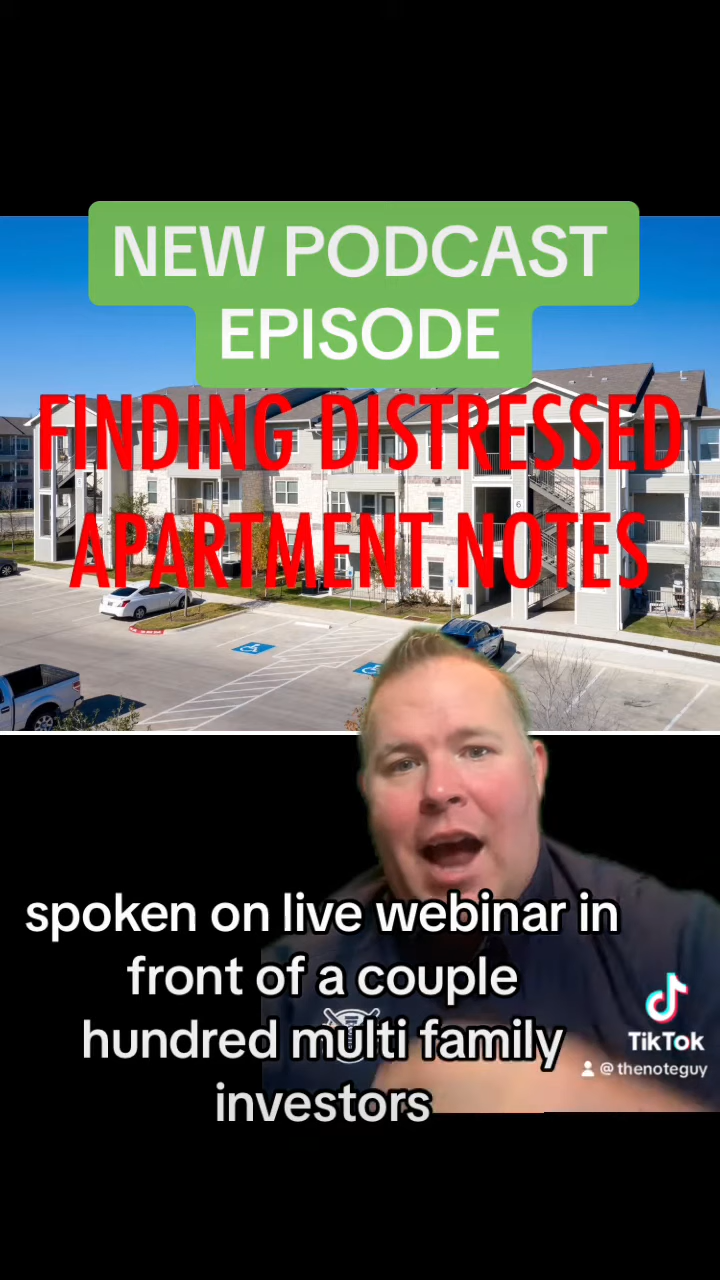 NEW PODCAST
EPISODE
FINDING DISTRESSED
APARTMENT NOTES
6
spoken on live webinar in
front of a couple
hundred multi family
investors
TikTok
@ thenoteguy